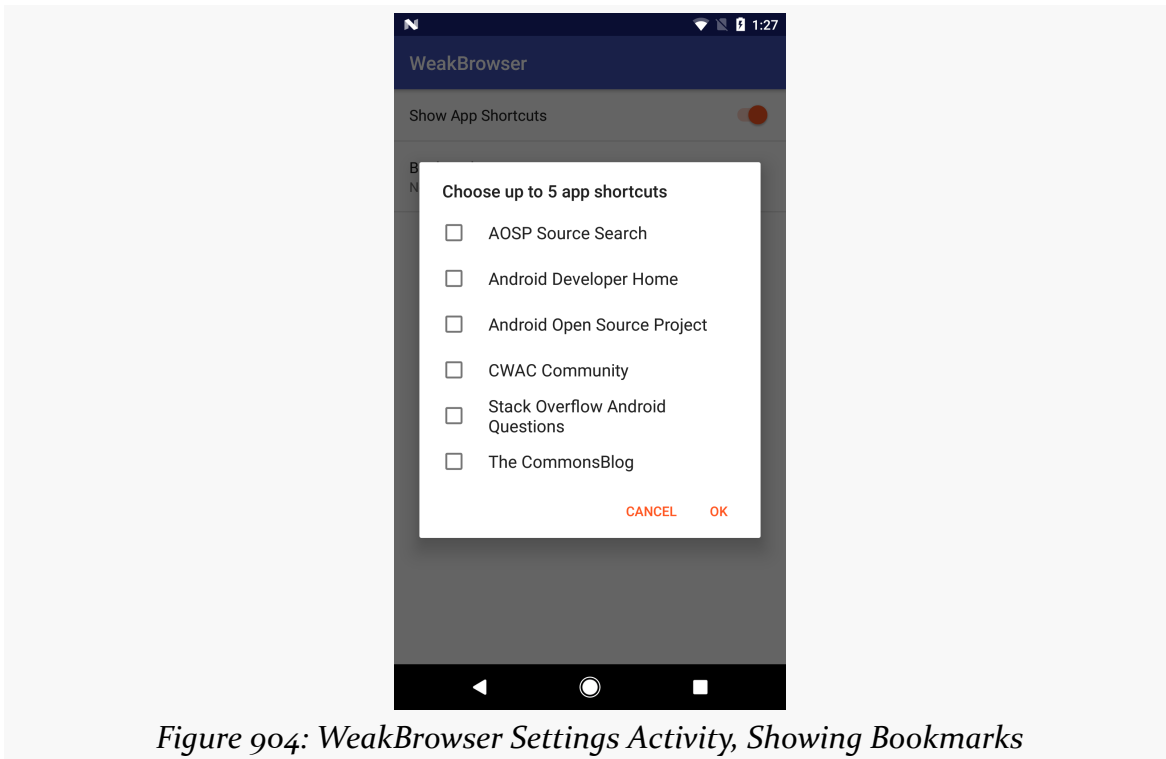 1:27
WeakBrowser
Show App Shortcuts
Choose up to 5 app shortcuts
AOSP Source Search
Android Developer Home
Android Open Source Project
CWAC Community
Stack Overflow Android
Questions
The CommonsBlog
CANCEL OK
Figure 904: WeakBrowser Settings Activity, Showing Bookmarks